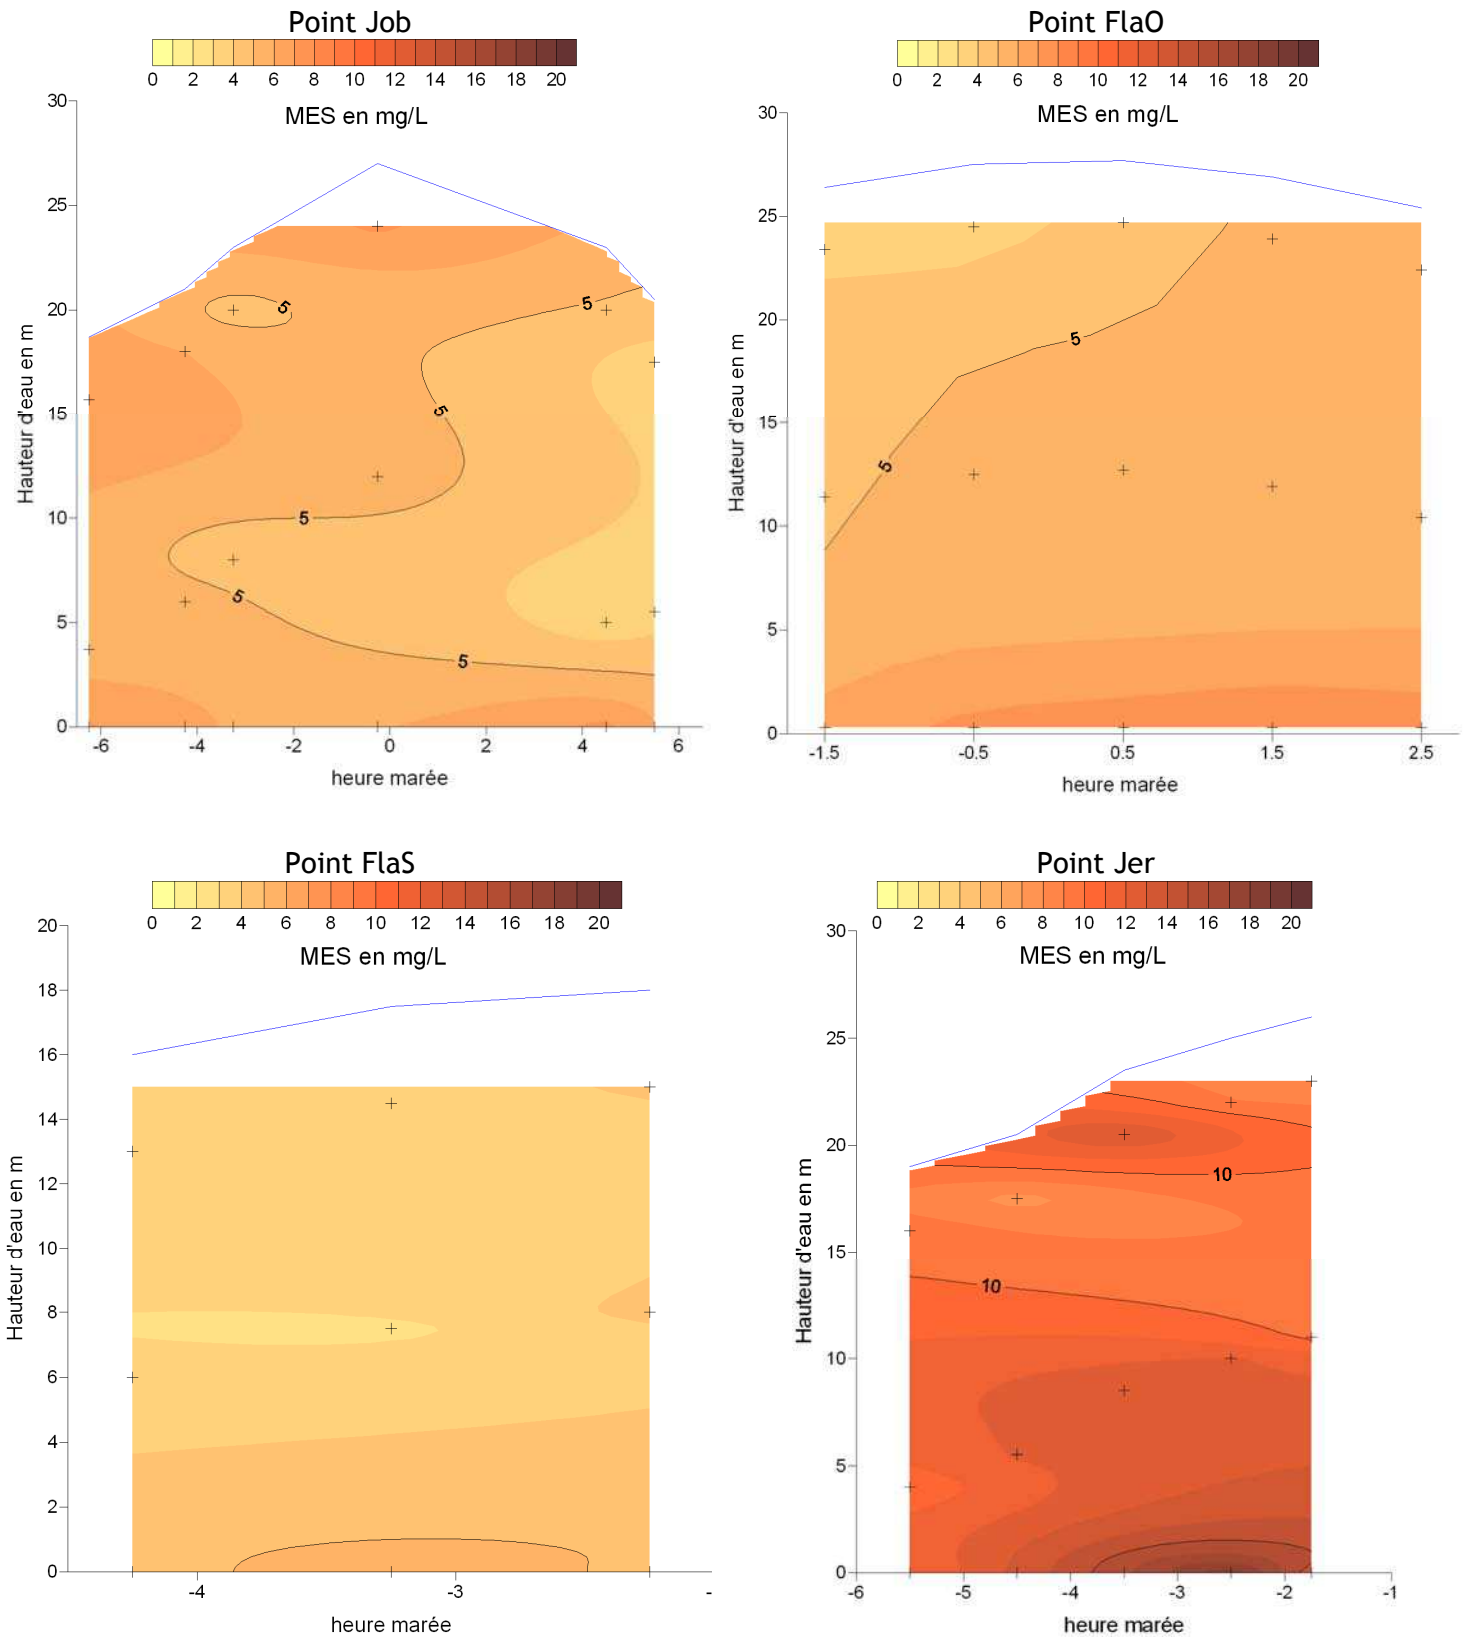 Point Job
0 2 4 6 8 10 12 14 16 18 20
MES en mg/L
30
25
20
15
10
5
0
Hauteur d'eau en m
5
5
5
5
5
5
-6 -4 -2 0 2 4 6
heure marée
Point FlaO
0 2 4 6 8 10 12 14 16 18 20
MES en mg/L
30
25
20
15
10
5
0
Hauteur d'eau en m
5
5
-1.5 -0.5 0.5 1.5 2.5
heure marée
Point FlaS
0 2 4 6 8 10 12 14 16 18 20
MES en mg/L
20
18
16
14
12
10
8
6
4
2
0
Hauteur d'eau en m
-4 -3 -
heure marée
Point Jer
0 2 4 6 8 10 12 14 16 18 20
MES en mg/L
30
25
20
15
10
5
0
Hauteur d'eau en m
10
10
-6 -5 -4 -3 -2 -1
heure marée